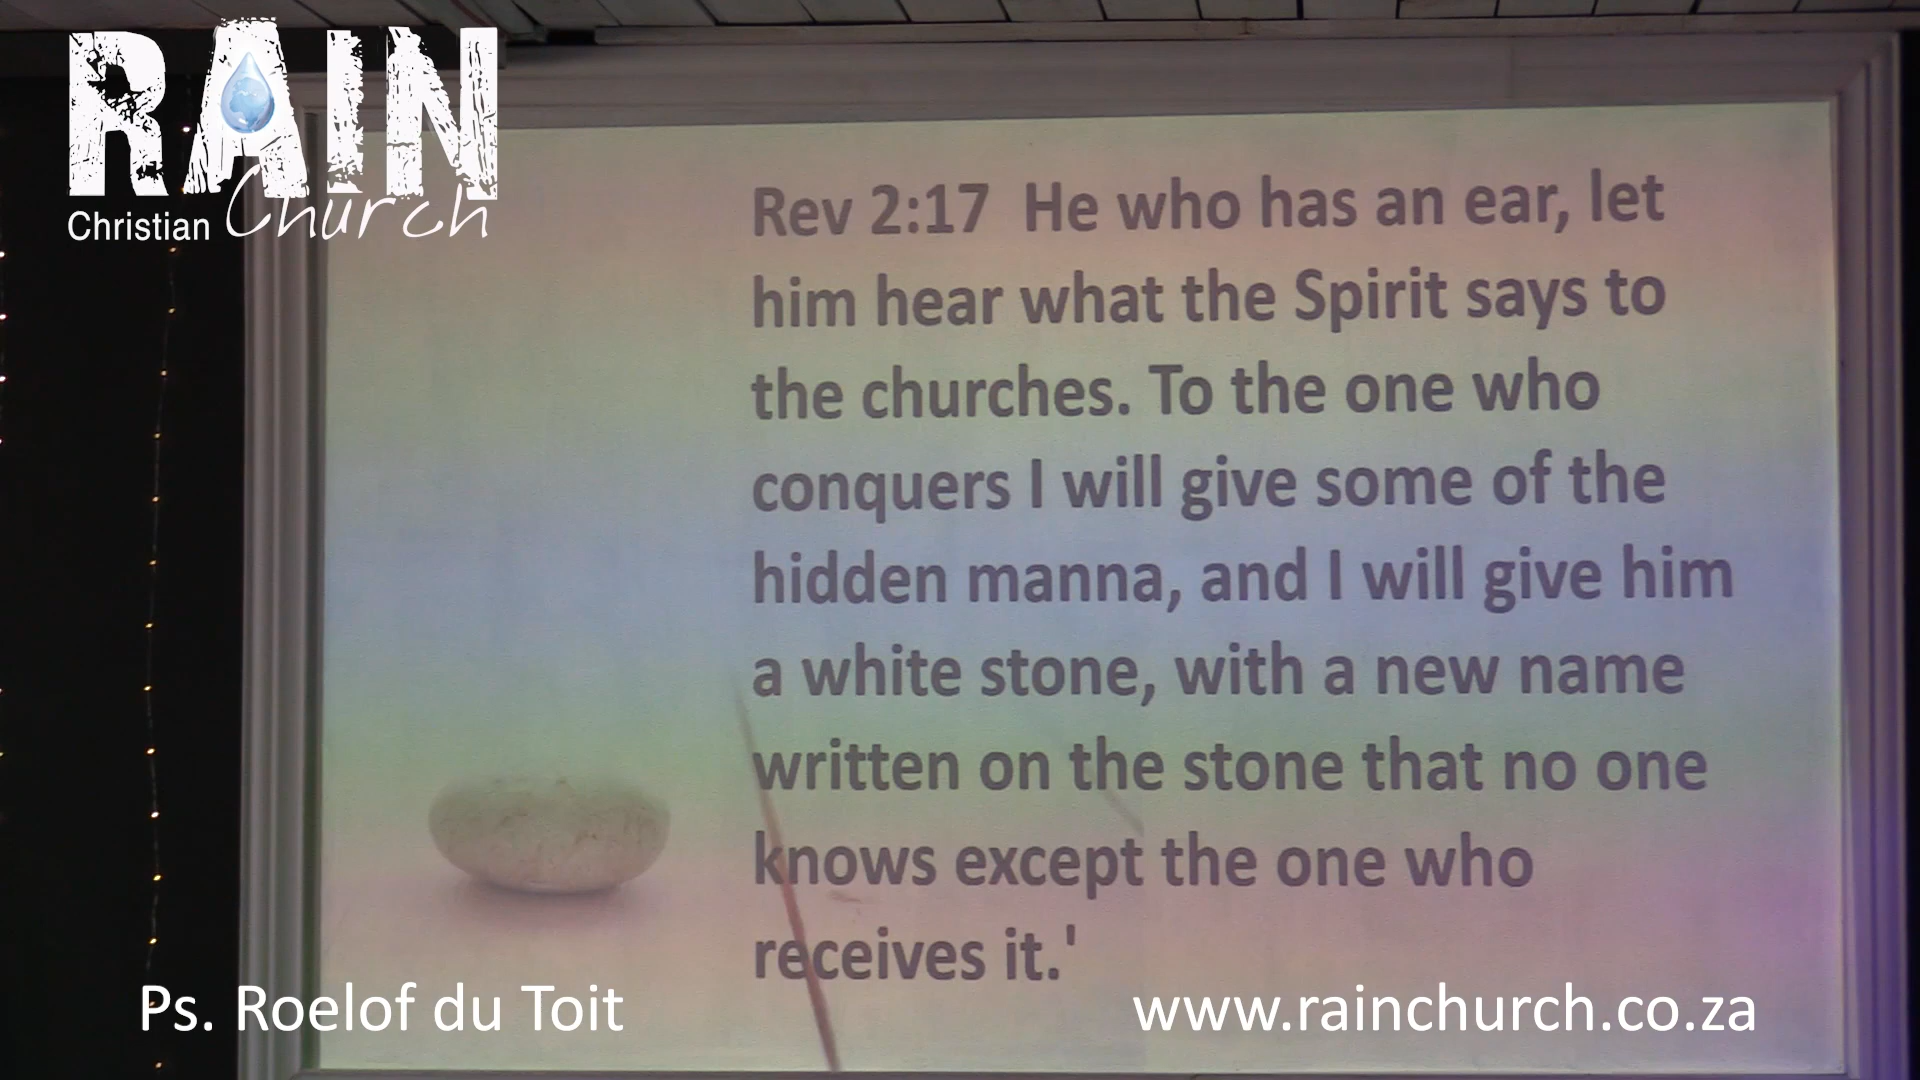 RAIN
Christian Church
Rev 2:17  He who has an ear, let
him hear what the Spirit says to
the churches. To the one who
conquers I will give some of the
hidden manna, and I will give him
a white stone, with a new name
written on the stone that no one
knows except the one who
receives it.'
Ps. Roelof du Toit
www.rainchurch.co.za